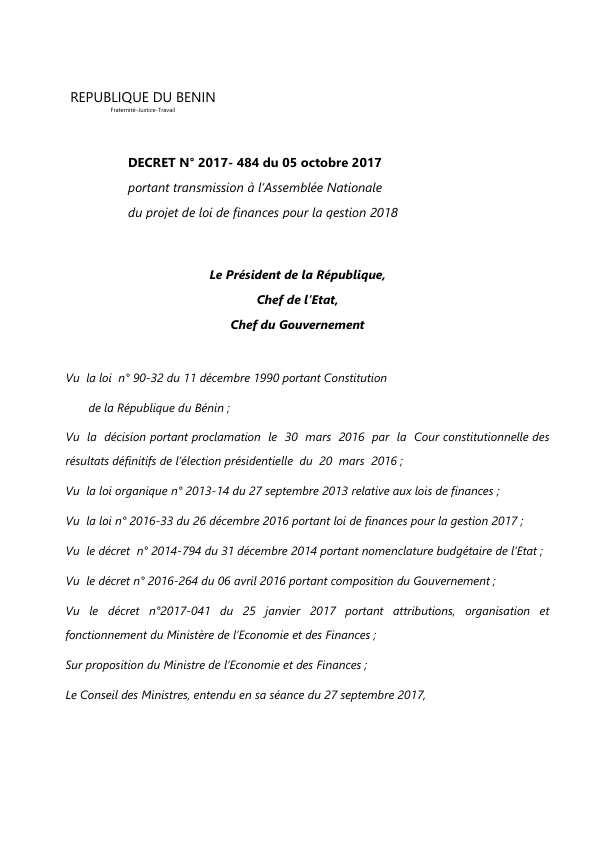 REPUBLIQUE DU BENIN
Fraternité-Justice-Travail
DECRET N° 2017- 484 du 05 octobre 2017
portant transmission à l'Assemblée Nationale
du projet de loi de finances pour la gestion 2018
Le Président de la République,
Chef de l'Etat,
Chef du Gouvernement
Vu la loi n° 90-32 du 11 décembre 1990 portant Constitution
de la République du Bénin ;
Vu la décision portant proclamation le 30 mars 2016 par la Cour constitutionnelle des
résultats définitifs de l'élection présidentielle du 20 mars 2016 ;
Vu la loi organique n° 2013-14 du 27 septembre 2013 relative aux lois de finances ;
Vu la loi n° 2016-33 du 26 décembre 2016 portant loi de finances pour la gestion 2017 ;
Vu le décret n° 2014-794 du 31 décembre 2014 portant nomenclature budgétaire de l'Etat ;
Vu le décret n° 2016-264 du 06 avril 2016 portant composition du Gouvernement ;
Vu le décret n°2017-041 du 25 janvier 2017 portant attributions, organisation et
fonctionnement du Ministère de l'Economie et des Finances ;
Sur proposition du Ministre de l'Economie et des Finances ;
Le Conseil des Ministres, entendu en sa séance du 27 septembre 2017,